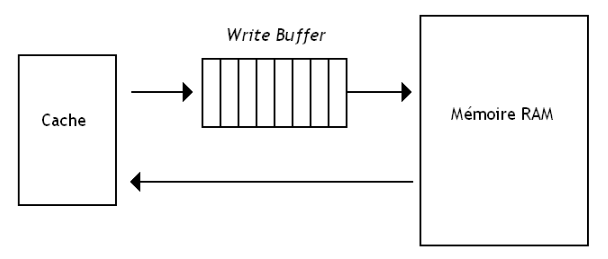 Write Buffer
Cache
Mémoire RAM